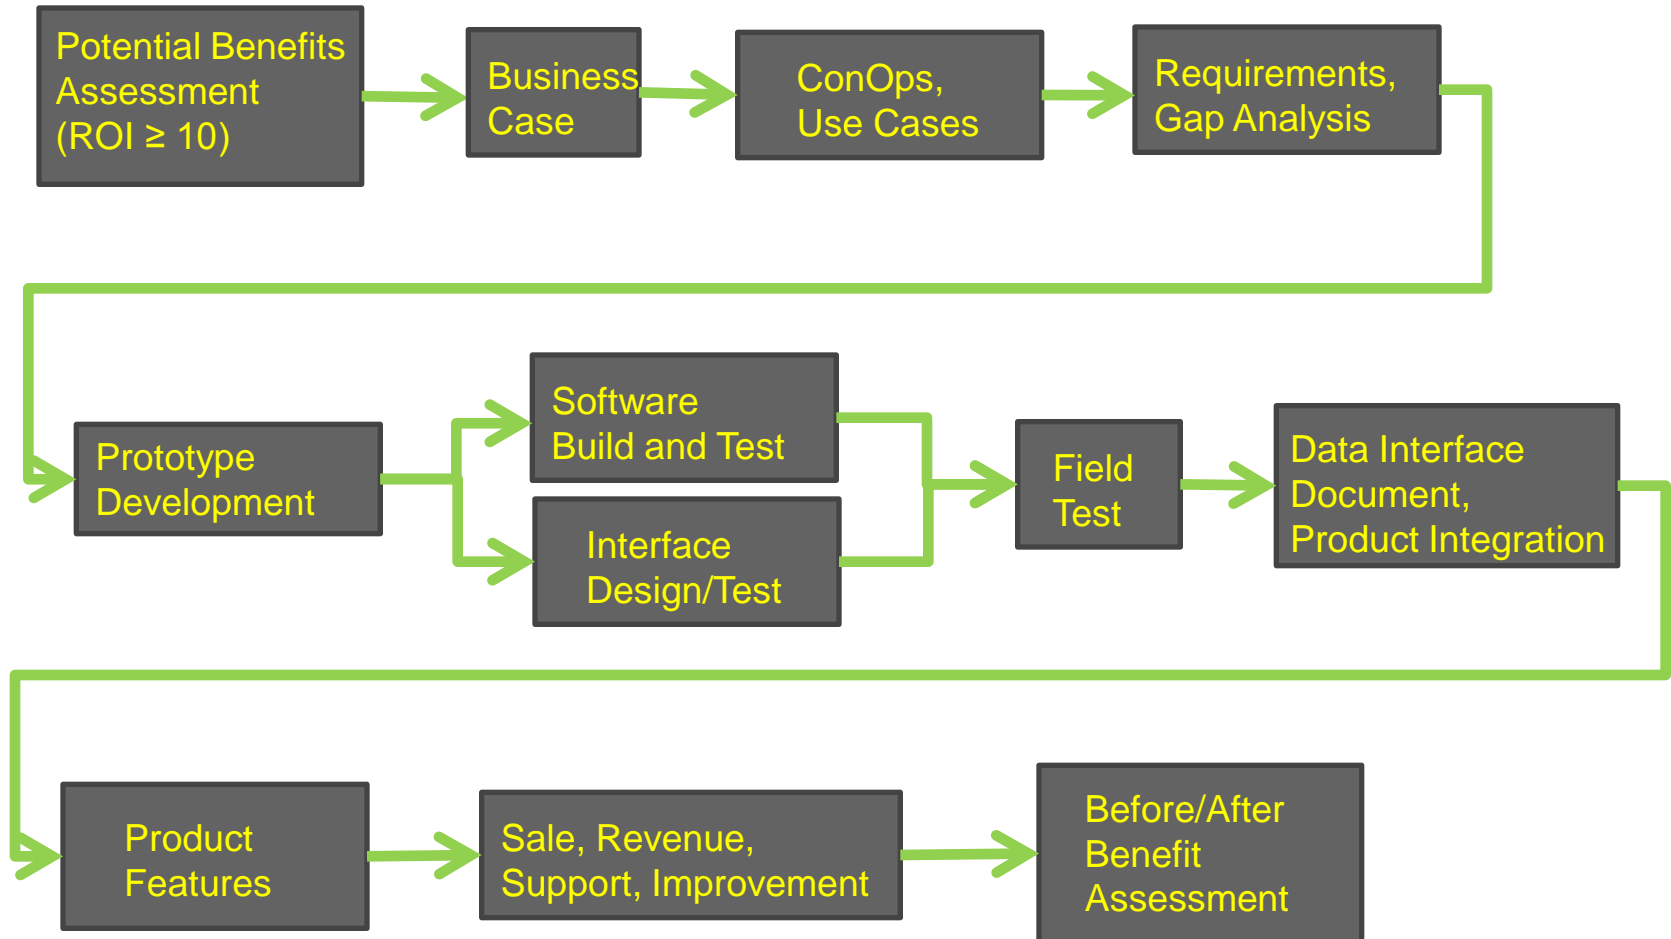 Potential Benefits
Assessment
(ROI ≥ 10)
Business
Case
ConOps,
Use Cases
Requirements,
Gap Analysis
Prototype
Development
Software
Build and Test
Interface
Design/Test
Field
Test
Data Interface
Document,
Product Integration
Product
Features
Sale, Revenue,
Support, Improvement
Before/After
Benefit
Assessment